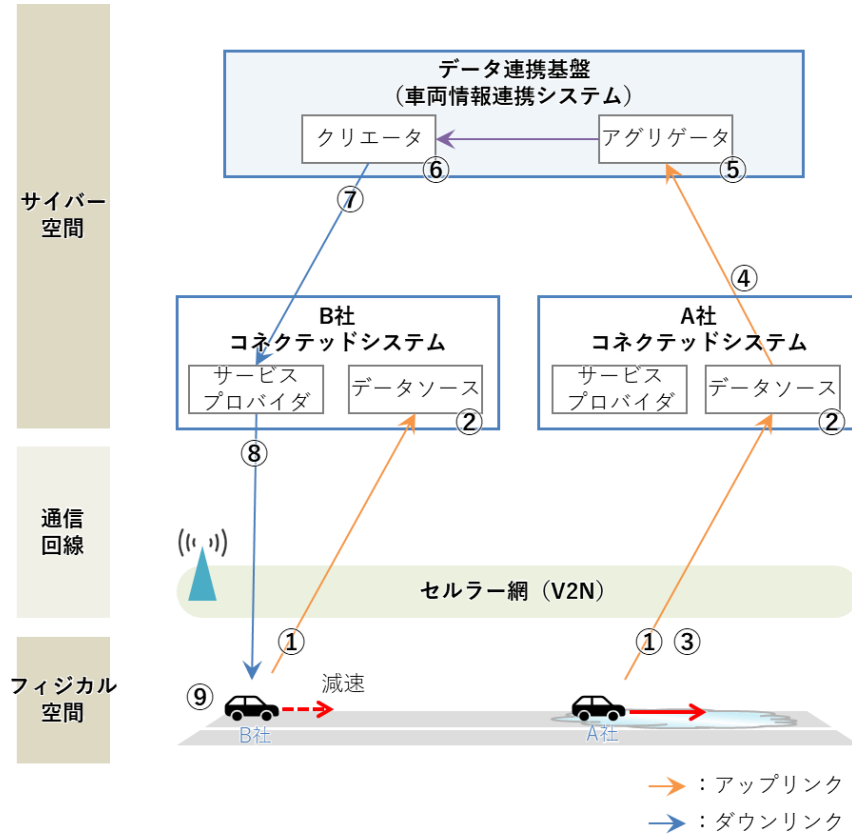 データ連携基盤
（車両情報連携システム）
クリエータ
アグリゲータ
⑥
⑤
⑦
サイバー
空間
④
B社
コネクテッドシステム
サービス
プロバイダ
データソース
②
A社
コネクテッドシステム
サービス
プロバイダ
データソース
②
⑧
通信
回線
セルラー網（V2N）
①
① ③
フィジカル
空間
⑨
減速
B社
A社
：アップリンク
：ダウンリンク